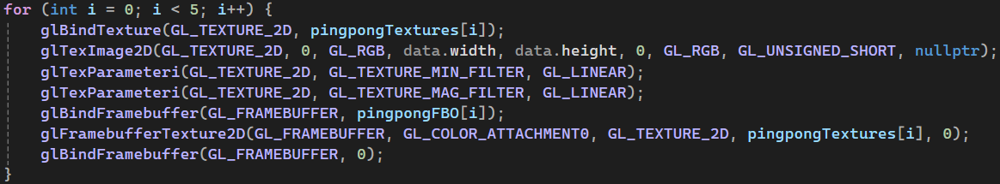 for (int i = 0; i < 5; i++) {
    glBindTexture(GL_TEXTURE_2D, pingpongTextures[i]);
    glTexImage2D(GL_TEXTURE_2D, 0, GL_RGB, data.width, data.height, 0, GL_RGB, GL_UNSIGNED_SHORT, nullptr);
    glTexParameteri(GL_TEXTURE_2D, GL_TEXTURE_MIN_FILTER, GL_LINEAR);
    glTexParameteri(GL_TEXTURE_2D, GL_TEXTURE_MAG_FILTER, GL_LINEAR);
    glBindFramebuffer(GL_FRAMEBUFFER, pingpongFBO[i]);
    glFramebufferTexture2D(GL_FRAMEBUFFER, GL_COLOR_ATTACHMENT0, GL_TEXTURE_2D, pingpongTextures[i], 0);
    glBindFramebuffer(GL_FRAMEBUFFER, 0);
}